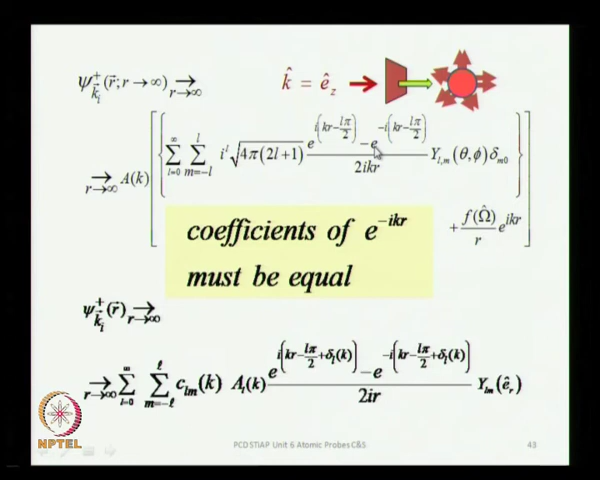 ψ⁺_{k⃗_i}(r⃗; r→∞) →_{r→∞}
k̂ = ê_z
→_{r→∞} A(k) [ { Σ_{l=0}^{∞} Σ_{m=-l}^{l} i^l √(4π(2l+1)) (e^{i(kr-lπ/2)} - e^{-i(kr-lπ/2)})/(2ikr) Y_{l,m}(θ,ϕ)δ_{m0} }
+ f(Ω̂)/r e^{ikr} ]
coefficients of e^{-ikr}
must be equal
ψ⁺_{k⃗_i}(r⃗) →_{r→∞}
→_{r→∞} Σ_{l=0}^{∞} Σ_{m=-ℓ}^{ℓ} c_{lm}(k) A_l(k) (e^{i(kr-lπ/2+δ_l(k))} - e^{-i(kr-lπ/2+δ_l(k))})/(2ir) Y_{lm}(ê_r)
NPTEL
PCD STiAP Unit 6 Atomic Probes C&S
43